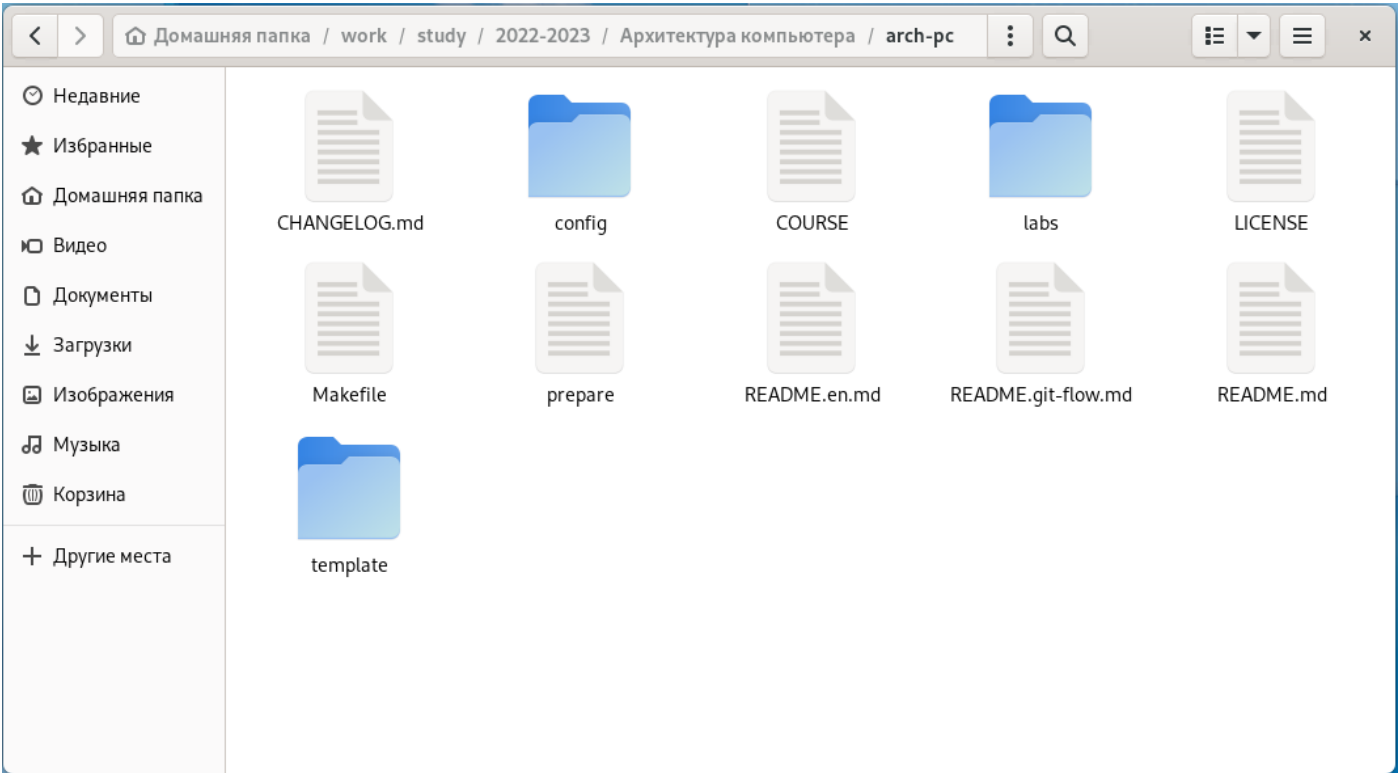 Домашняя папка / work / study / 2022-2023 / Архитектура компьютера / arch-pc
Недавние
Избранные
Домашняя папка
Видео
Документы
Загрузки
Изображения
Музыка
Корзина
Другие места
CHANGELOG.md config COURSE labs LICENSE
Makefile prepare README.en.md README.git-flow.md README.md
template